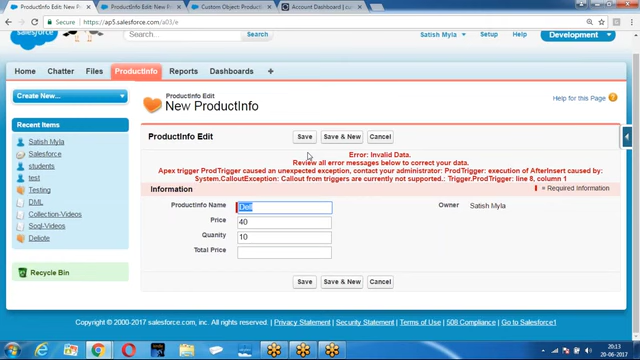 ProductInfo Edit: New Pr
ProductInfo Edit: New R
Custom Object Producti
Account Dashboard | ca
Secure
https://ap5.salesforce.com/a03/e
salesforce
Search
Satish Myla
Setup
Help
Development
Home
Chatter
Files
ProductInfo
Reports
Dashboards
+
Create New...
Recent Items
Satish Myla
Salesforce
students
test
Testing
DML
Collection-Videos
Soql-Videos
Recycle Bin
ProductInfo Edit
New ProductInfo
Help for this Page
ProductInfo Edit
Save
Save & New
Cancel
Error: Invalid Data.
Review all error messages below to correct your data.
Apex trigger ProdTrigger caused an unexpected exception, contact your administrator: ProdTrigger: execution of AfterInsert caused by:
System.CalloutException: Callout from triggers are currently not supported.: Trigger.ProdTrigger: line 8, column 1
Information
= Required Information
ProductInfo Name
Dell
Owner
Satish Myla
Price
40
Quanity
10
Total Price
Save
Save & New
Cancel
Copyright © 2000-2017 salesforce.com, inc. All rights reserved. | Privacy Statement | Security Statement | Terms of Use | 508 Compliance | Go to Salesforce1
20:13
20-06-2017